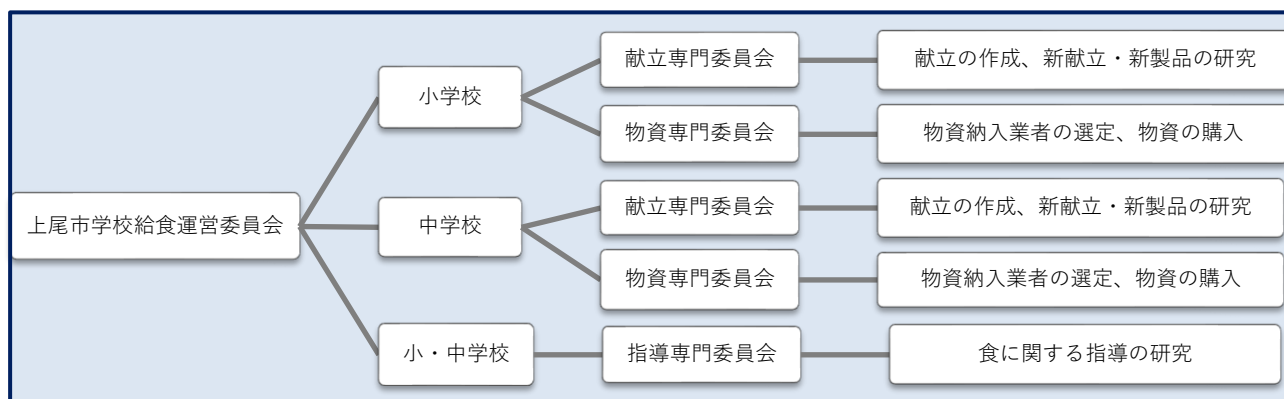 上尾市学校給食運営委員会
小学校
献立専門委員会
献立の作成、新献立・新製品の研究
物資専門委員会
物資納入業者の選定、物資の購入
中学校
献立専門委員会
献立の作成、新献立・新製品の研究
物資専門委員会
物資納入業者の選定、物資の購入
小・中学校
指導専門委員会
食に関する指導の研究